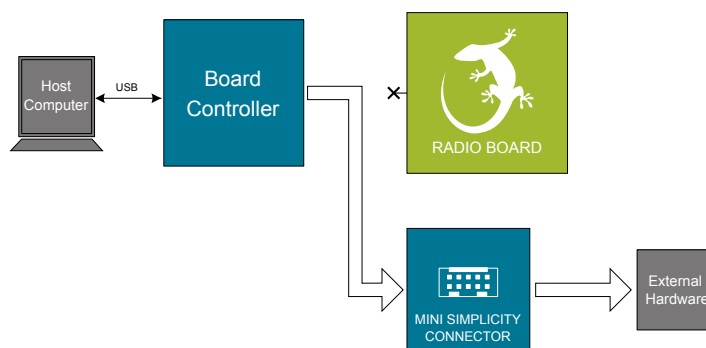 Host
Computer
USB
Board
Controller
RADIO BOARD
MINI SIMPLICITY
CONNECTOR
External
Hardware